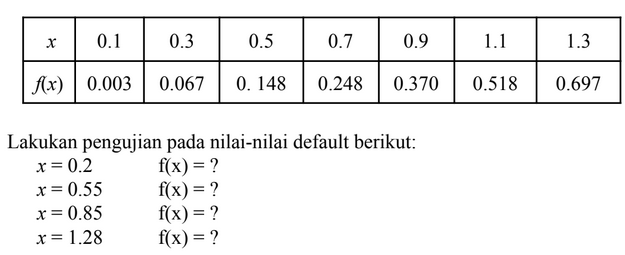 x 0.1 0.3 0.5 0.7 0.9 1.1 1.3
f(x) 0.003 0.067 0. 148 0.248 0.370 0.518 0.697
Lakukan pengujian pada nilai-nilai default berikut:
x = 0.2 f(x) = ?
x = 0.55 f(x) = ?
x = 0.85 f(x) = ?
x = 1.28 f(x) = ?